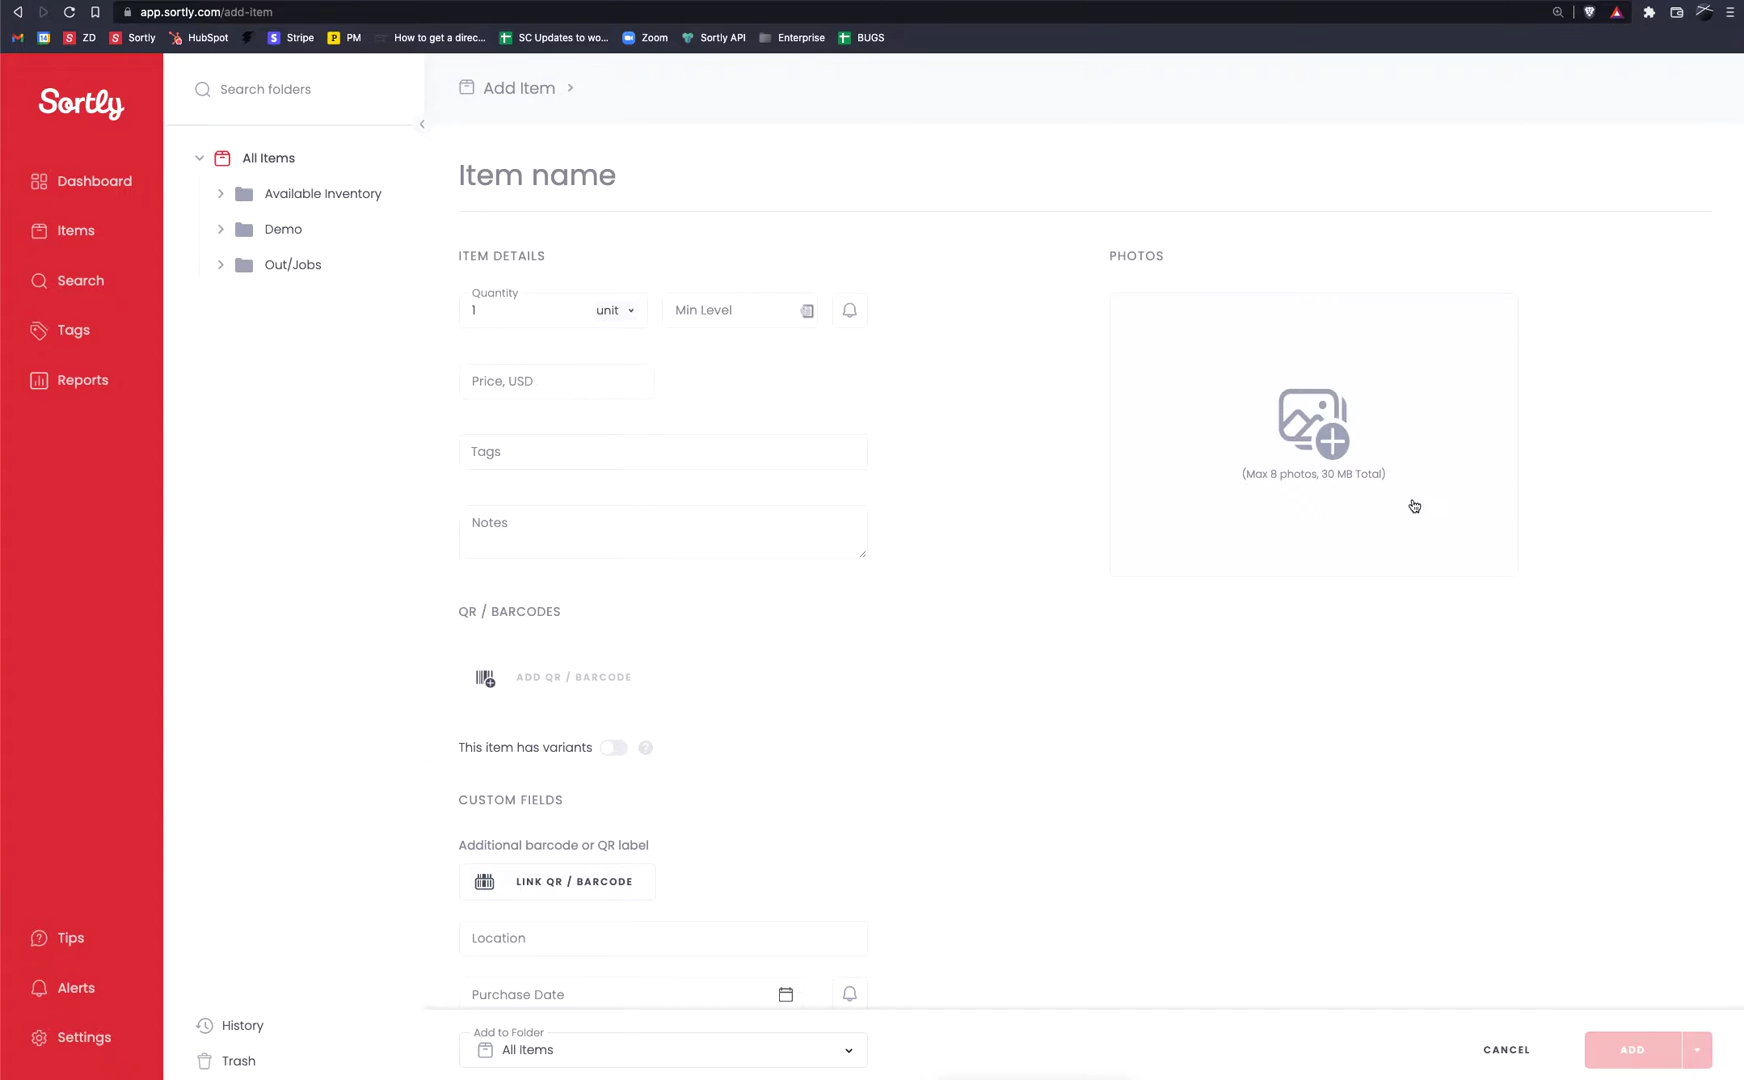 app.sortly.com/add-item
ZD
Sortly
HubSpot
Stripe
PM
How to get a direc...
SC Updates to wo...
Zoom
Sortly API
Enterprise
BUGS
Sortly
Dashboard
Items
Search
Tags
Reports
Tips
Alerts
Settings
Search folders
All Items
Available Inventory
Demo
Out/Jobs
History
Trash
Add Item
Item name
ITEM DETAILS
Quantity
1
unit
Min Level
Price, USD
Tags
Notes
QR / BARCODES
ADD QR / BARCODE
This item has variants
?
CUSTOM FIELDS
Additional barcode or QR label
LINK QR / BARCODE
Location
Purchase Date
PHOTOS
(Max 8 photos, 30 MB Total)
Add to Folder
All Items
CANCEL
ADD